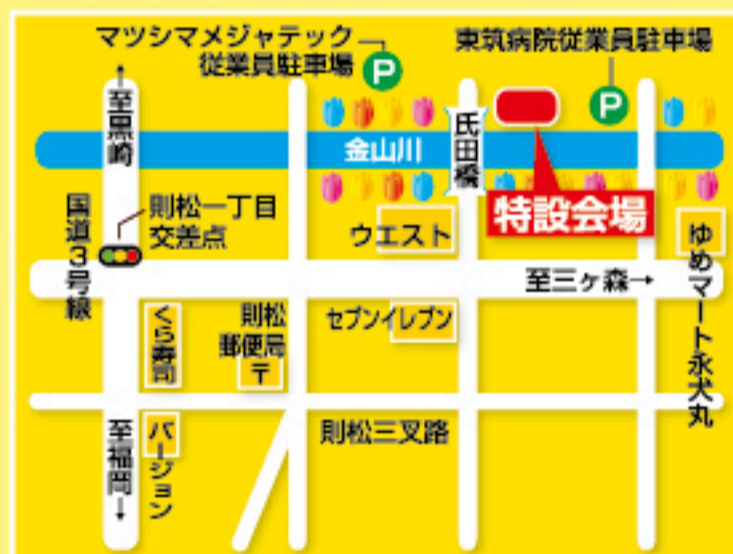 マツシマメジャテック
従業員駐車場
P
東筑病院従業員駐車場
P
↑至黒崎
金山川
氏田橋
特設会場
国道3号線
則松一丁目
交差点
ウエスト
ゆめマート永犬丸
至三ヶ森→
くら寿司
則松
郵便局
〒
セブンイレブン
則松三叉路
至福岡↓
バージョン